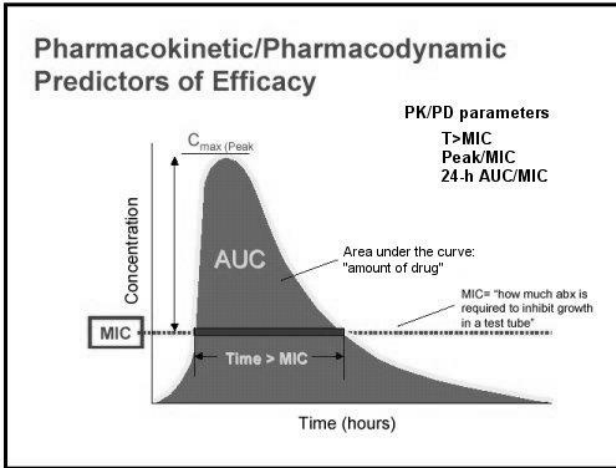 Pharmacokinetic/Pharmacodynamic
Predictors of Efficacy
PK/PD parameters
T>MIC
Peak/MIC
24-h AUC/MIC
Cmax (Peak
Concentration
AUC
Area under the curve:
"amount of drug"
MIC= "how much abx is
required to inhibit growth
in a test tube"
MIC
Time > MIC
Time (hours)